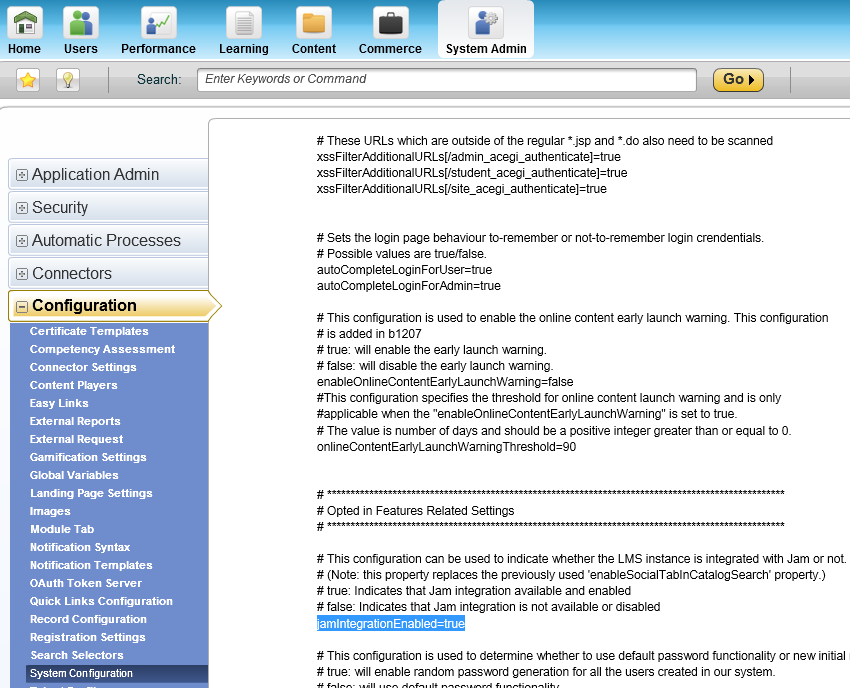 Home Users Performance Learning Content Commerce System Admin
Search: Enter Keywords or Command Go
Application Admin
Security
Automatic Processes
Connectors
Configuration
Certificate Templates
Competency Assessment
Connector Settings
Content Players
Easy Links
External Reports
External Request
Gamification Settings
Global Variables
Landing Page Settings
Images
Module Tab
Notification Syntax
Notification Templates
OAuth Token Server
Quick Links Configuration
Record Configuration
Registration Settings
Search Selectors
System Configuration
# These URLs which are outside of the regular *.jsp and *.do also need to be scanned
xssFilterAdditionalURLs[/admin_acegi_authenticate]=true
xssFilterAdditionalURLs[/student_acegi_authenticate]=true
xssFilterAdditionalURLs[/site_acegi_authenticate]=true
# Sets the login page behaviour to-remember or not-to-remember login crendentials.
# Possible values are true/false.
autoCompleteLoginForUser=true
autoCompleteLoginForAdmin=true
# This configuration is used to enable the online content early launch warning. This configuration
# is added in b1207
# true: will enable the early launch warning.
# false: will disable the early launch warning.
enableOnlineContentEarlyLaunchWarning=false
#This configuration specifies the threshold for online content launch warning and is only
#applicable when the "enableOnlineContentEarlyLaunchWarning" is set to true.
# The value is number of days and should be a positive integer greater than or equal to 0.
onlineContentEarlyLaunchWarningThreshold=90
# **************************************************************************************************
# Opted in Features Related Settings
# **************************************************************************************************
# This configuration can be used to indicate whether the LMS instance is integrated with Jam or not.
# (Note: this property replaces the previously used 'enableSocialTabInCatalogSearch' property.)
# true: Indicates that Jam integration available and enabled
# false: Indicates that Jam integration is not available or disabled
jamIntegrationEnabled=true
# This configuration is used to determine whether to use default password functionality or new initial
# true: will enable random password generation for all the users created in our system.
# false: will use default password functionality